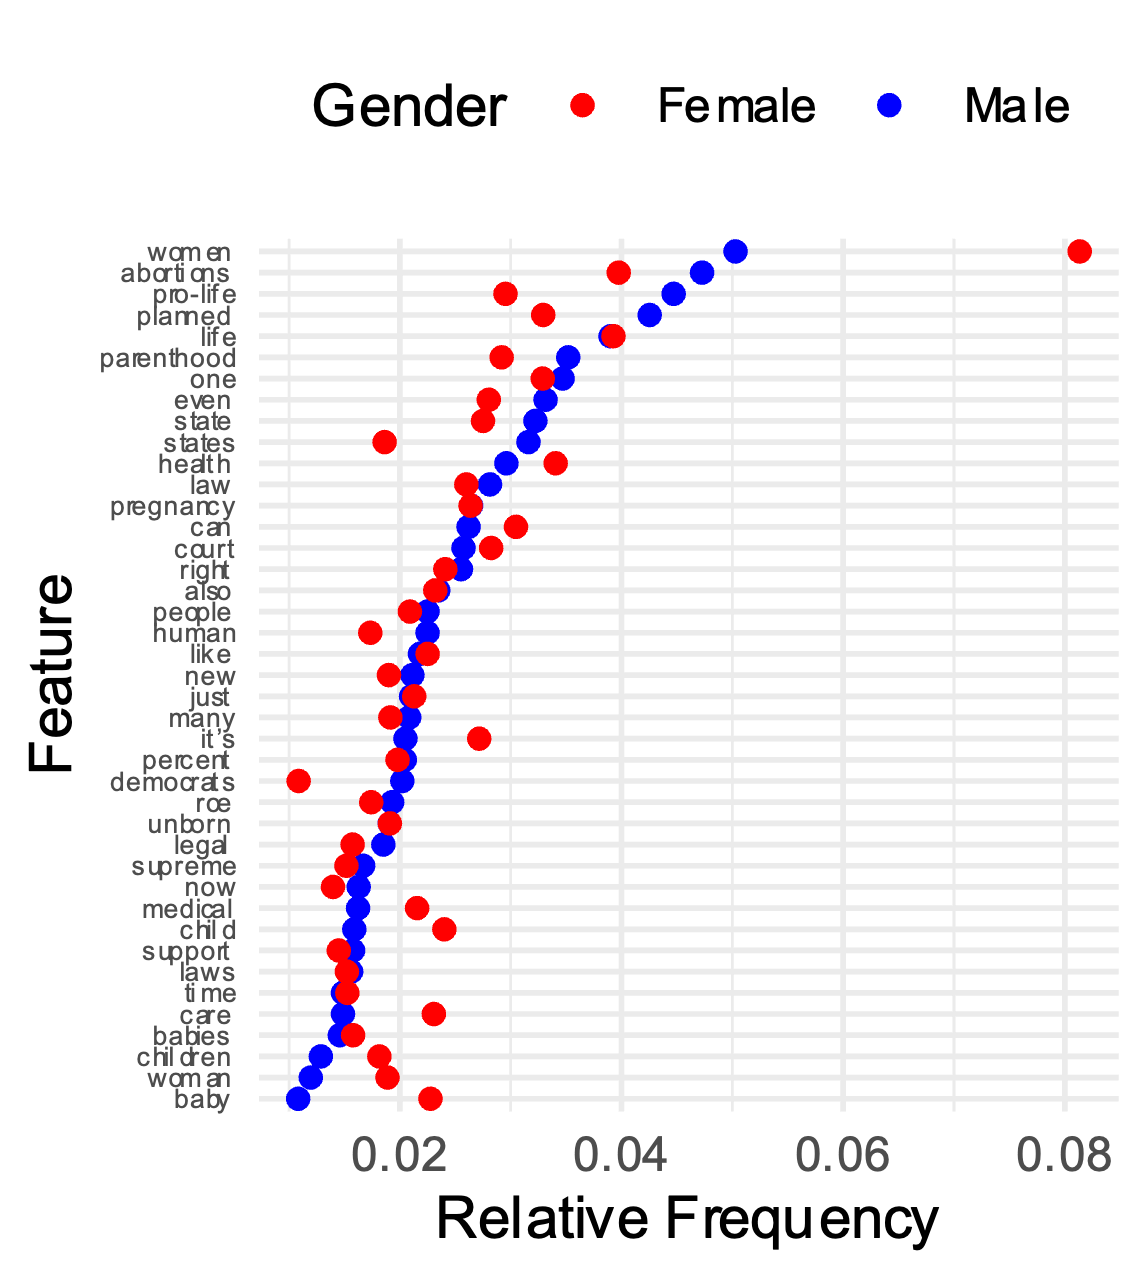 Gender Female Male
women
abortions
pro-life
planned
life
parenthood
one
even
state
states
health
law
pregnancy
can
court
right
also
people
human
like
new
just
many
it's
percent
democrats
roe
unborn
legal
supreme
now
medical
child
support
laws
time
care
babies
children
woman
baby
Feature
0.02 0.04 0.06 0.08
Relative Frequency